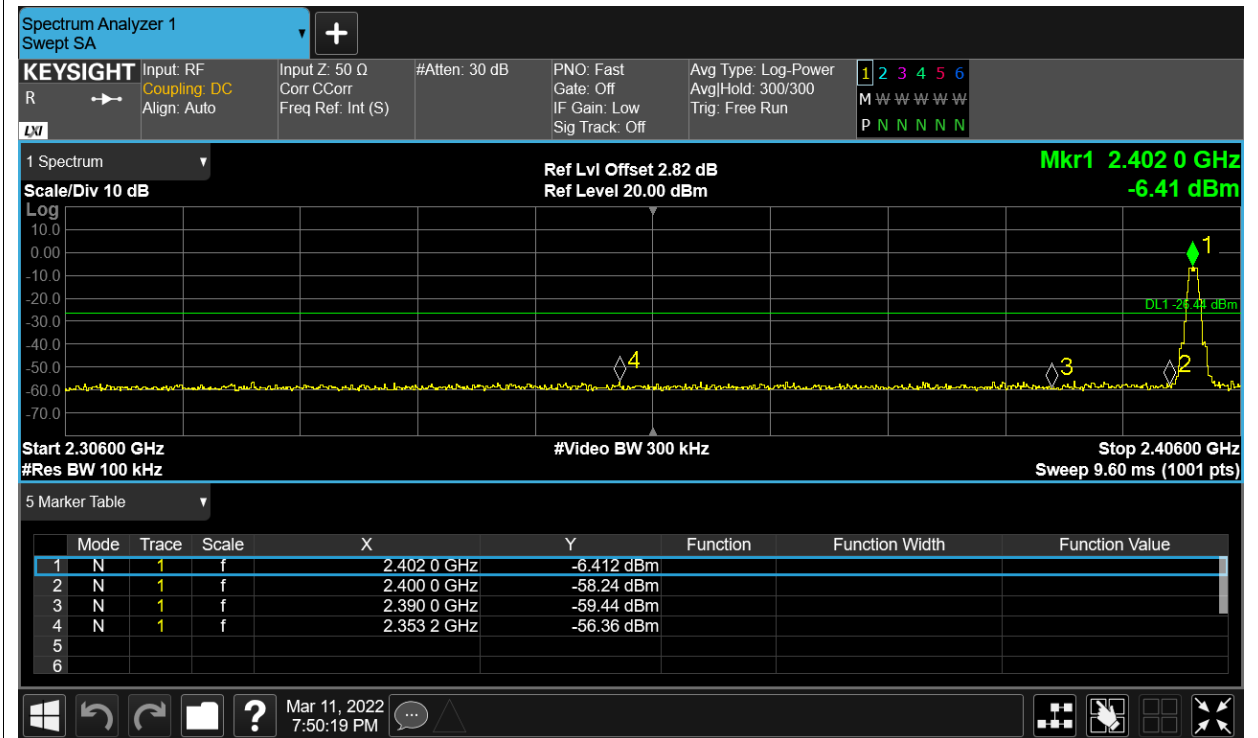 Spectrum Analyzer 1
Swept SA
+
KEYSIGHT
R
LXI
Input: RF
Coupling: DC
Align: Auto
Input Z: 50 Ω
Corr CCorr
Freq Ref: Int (S)
#Atten: 30 dB
PNO: Fast
Gate: Off
IF Gain: Low
Sig Track: Off
Avg Type: Log-Power
Avg|Hold: 300/300
Trig: Free Run
1 2 3 4 5 6
M W W W W W
P N N N N N
1 Spectrum
Scale/Div 10 dB
Ref Lvl Offset 2.82 dB
Ref Level 20.00 dBm
Mkr1 2.402 0 GHz
-6.41 dBm
Log
10.0
0.00
-10.0
-20.0
-30.0
-40.0
-50.0
-60.0
-70.0
1
DL1 -26.44 dBm
4
3
2
Start 2.30600 GHz
#Res BW 100 kHz
#Video BW 300 kHz
Stop 2.40600 GHz
Sweep 9.60 ms (1001 pts)
5 Marker Table
Mode Trace Scale X Y Function Function Width Function Value
1 N 1 f 2.402 0 GHz -6.412 dBm
2 N 1 f 2.400 0 GHz -58.24 dBm
3 N 1 f 2.390 0 GHz -59.44 dBm
4 N 1 f 2.353 2 GHz -56.36 dBm
5
6
?
Mar 11, 2022
7:50:19 PM